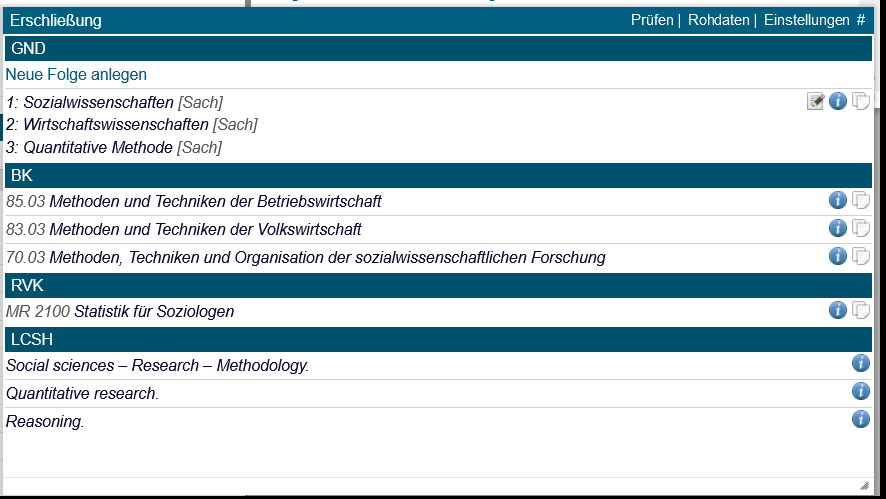 Erschließung Prüfen | Rohdaten | Einstellungen #
GND
Neue Folge anlegen
1: Sozialwissenschaften [Sach]
2: Wirtschaftswissenschaften [Sach]
3: Quantitative Methode [Sach]
BK
85.03 Methoden und Techniken der Betriebswirtschaft
83.03 Methoden und Techniken der Volkswirtschaft
70.03 Methoden, Techniken und Organisation der sozialwissenschaftlichen Forschung
RVK
MR 2100 Statistik für Soziologen
LCSH
Social sciences – Research – Methodology.
Quantitative research.
Reasoning.